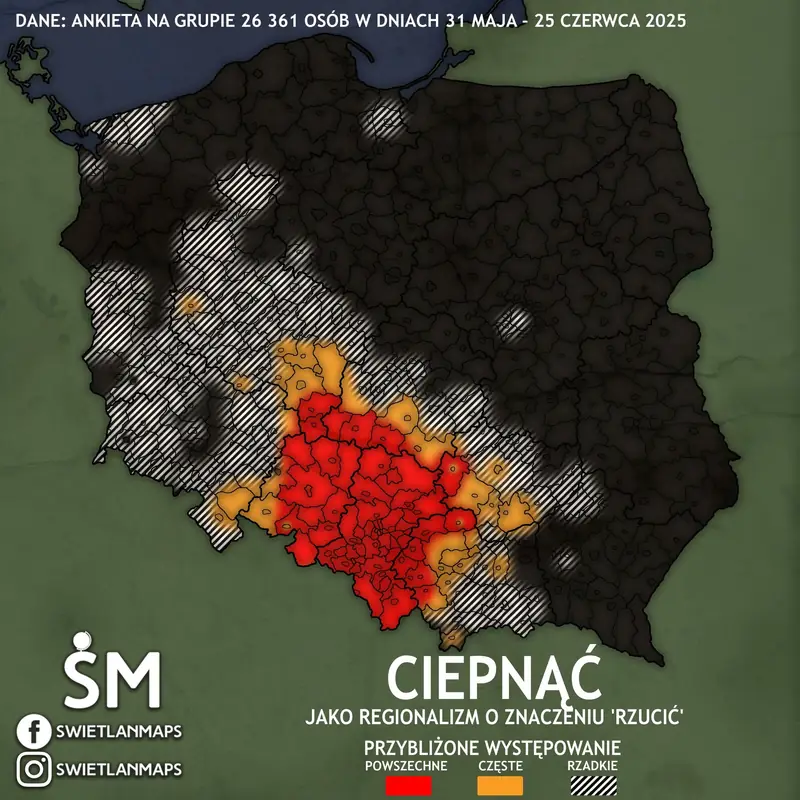 DANE: ANKIETA NA GRUPIE 26 361 OSÓB W DNIACH 31 MAJA - 25 CZERWCA 2025
ŚM
SWIETLANMAPS
SWIETLANMAPS
CIEPNĄĆ
JAKO REGIONALIZM O ZNACZENIU 'RZUCIĆ'
PRZYBLIŻONE WYSTĘPOWANIE
POWSZECHNE CZĘSTE RZADKIE